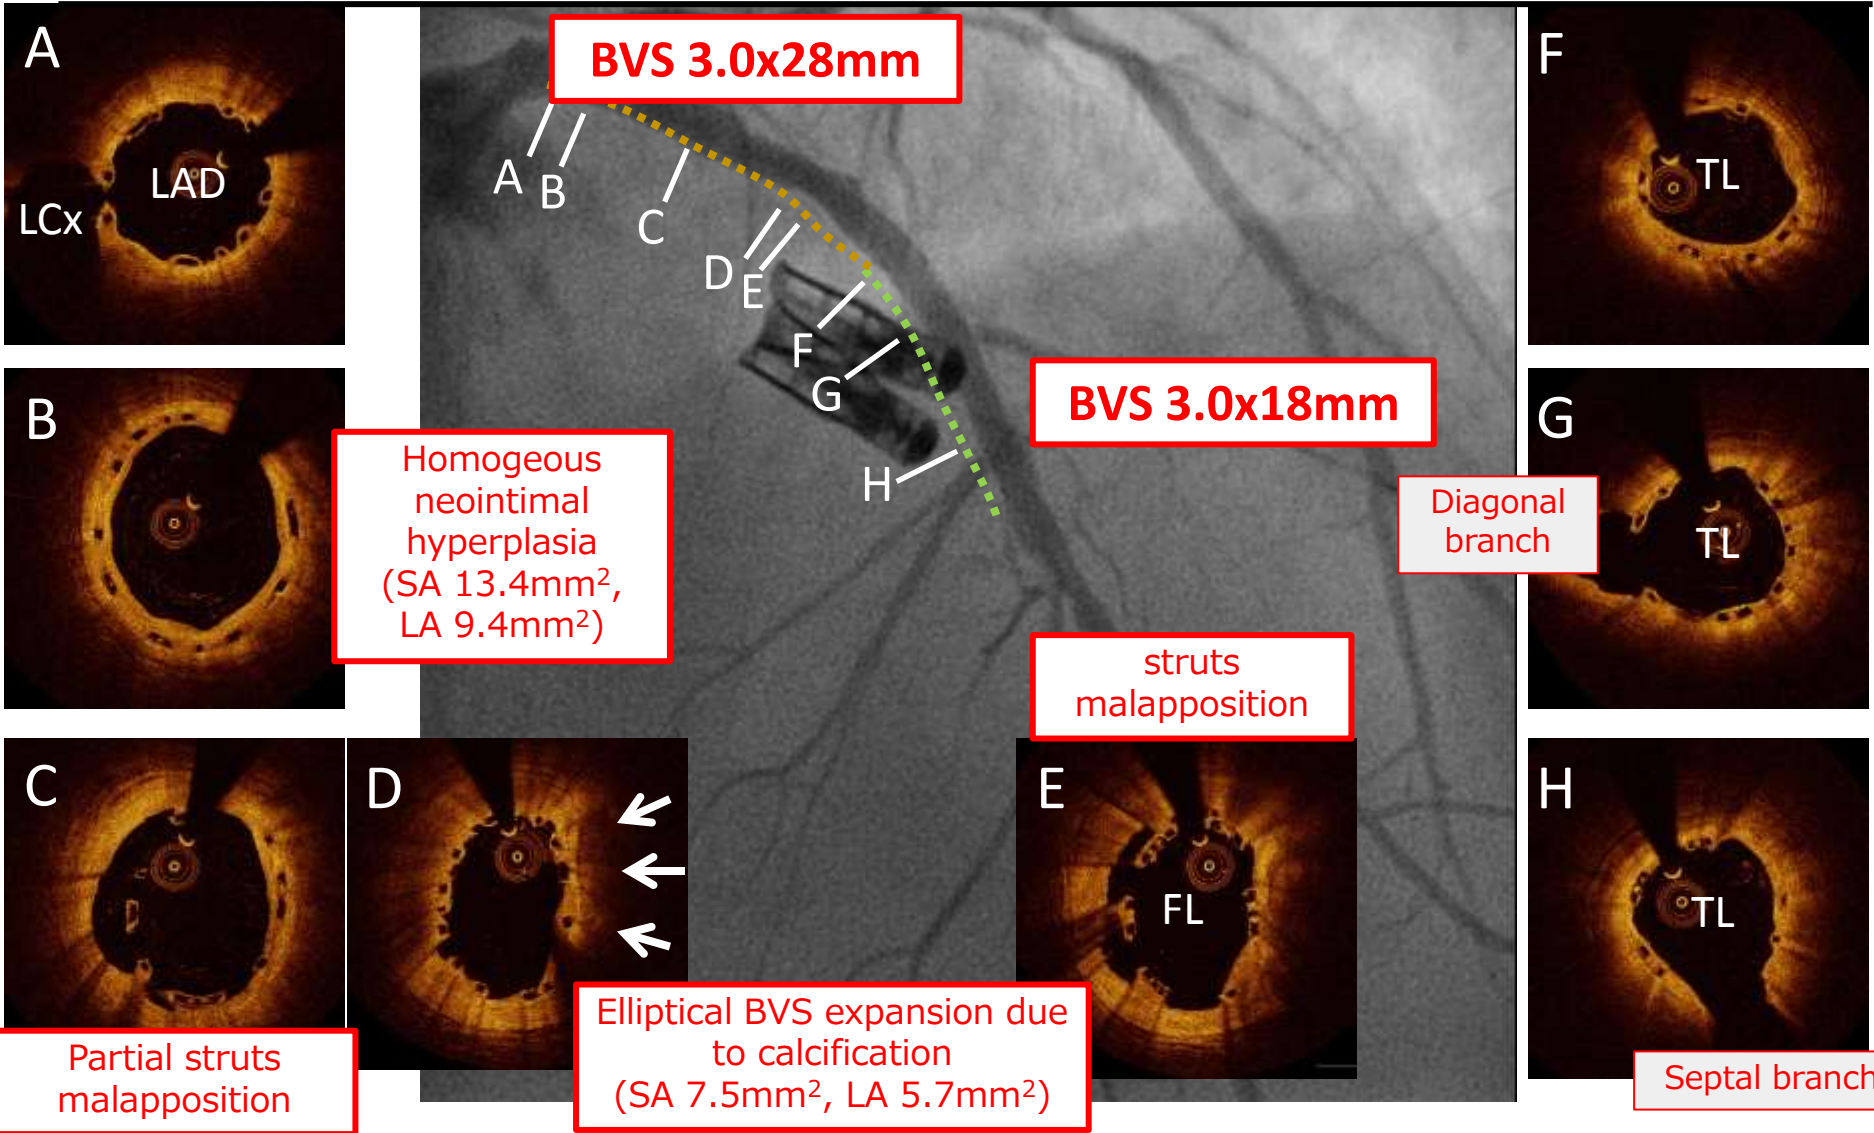 A
LAD
LCx
BVS 3.0x28mm
A
B
C
D
E
F
G
H
F
TL
B
Homogeous
neointimal
hyperplasia
(SA 13.4mm²,
LA 9.4mm²)
BVS 3.0x18mm
G
TL
Diagonal
branch
C
Partial struts
malapposition
D
Elliptical BVS expansion due
to calcification
(SA 7.5mm², LA 5.7mm²)
struts
malapposition
E
FL
H
TL
Septal branch